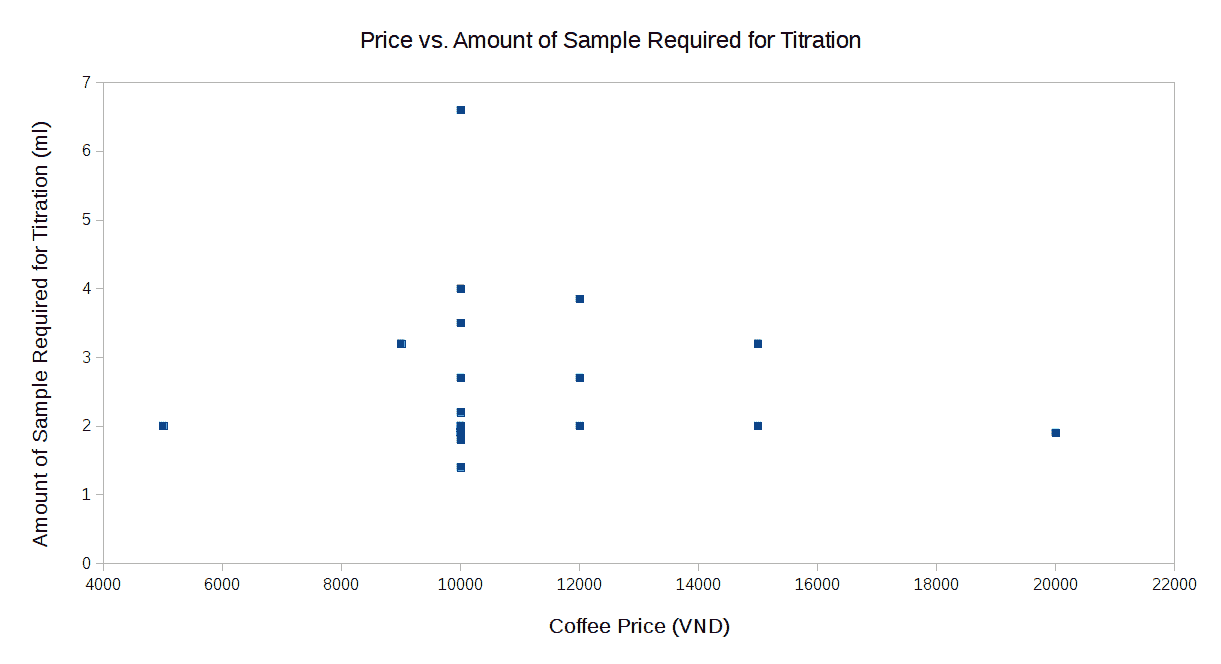 Price vs. Amount of Sample Required for Titration
Amount of Sample Required for Titration (ml)
7
6
5
4
3
2
1
0
4000 6000 8000 10000 12000 14000 16000 18000 20000 22000
Coffee Price (VND)